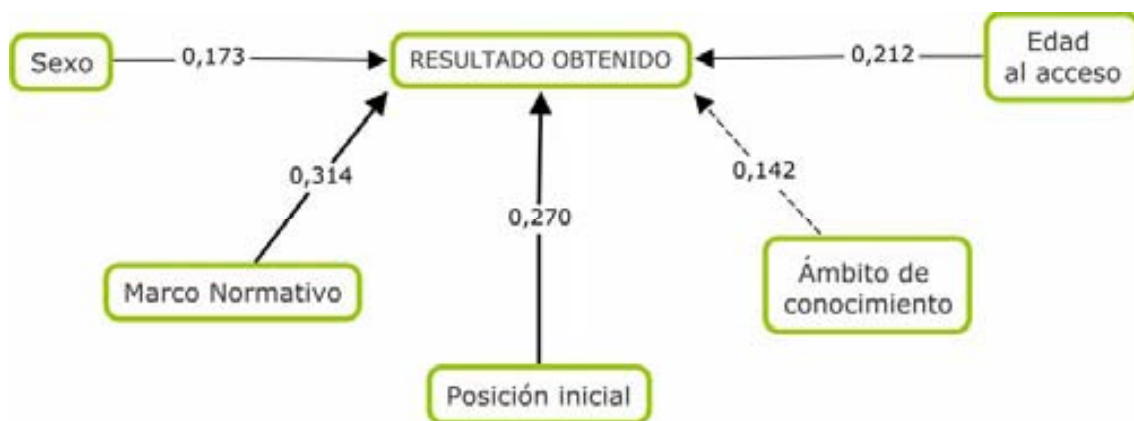 Sexo
0,173
RESULTADO OBTENIDO
0,212
Edad
al acceso
0,314
0,142
0,270
Marco Normativo
Ámbito de
conocimiento
Posición inicial